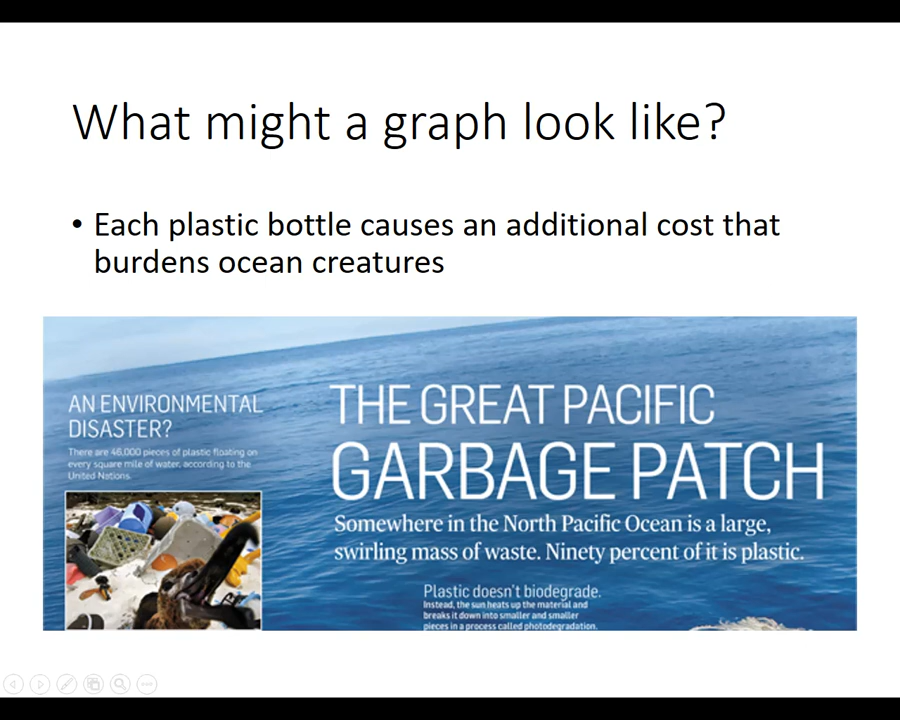 What might a graph look like?
• Each plastic bottle causes an additional cost that
burdens ocean creatures
AN ENVIRONMENTAL
DISASTER?
There are 46,000 pieces of plastic floating on
every square mile of water, according to the
United Nations.
THE GREAT PACIFIC
GARBAGE PATCH
Somewhere in the North Pacific Ocean is a large,
swirling mass of waste. Ninety percent of it is plastic.
Plastic doesn't biodegrade.
Instead, the sun heats up the material and
breaks it down into smaller and smaller
pieces in a process called photodegradation.